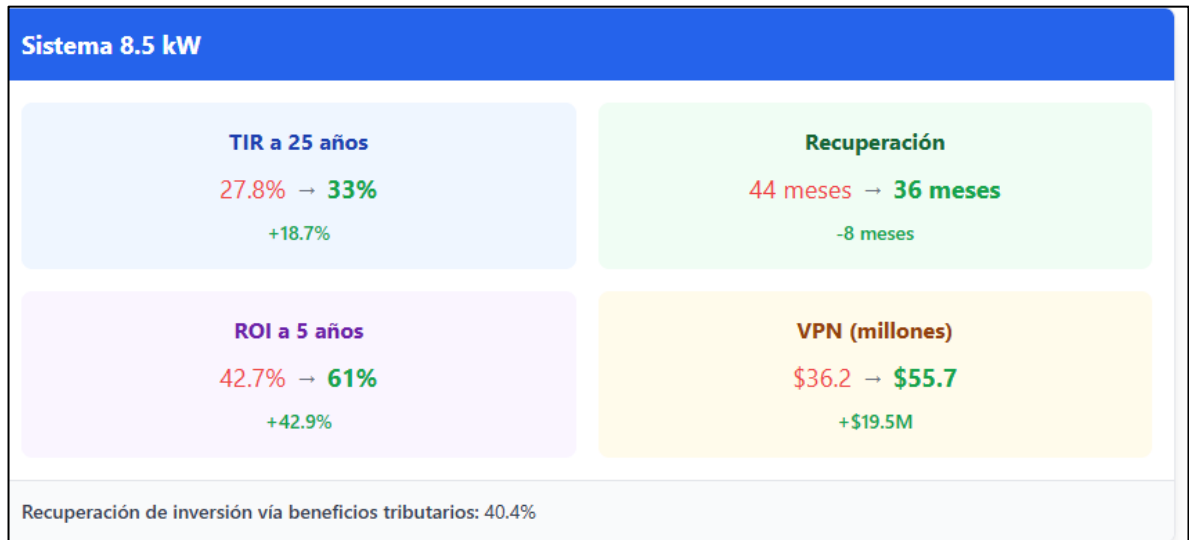 Sistema 8.5 kW
TIR a 25 años
27.8% → 33%
+18.7%
Recuperación
44 meses → 36 meses
-8 meses
ROI a 5 años
42.7% → 61%
+42.9%
VPN (millones)
$36.2 → $55.7
+$19.5M
Recuperación de inversión vía beneficios tributarios: 40.4%